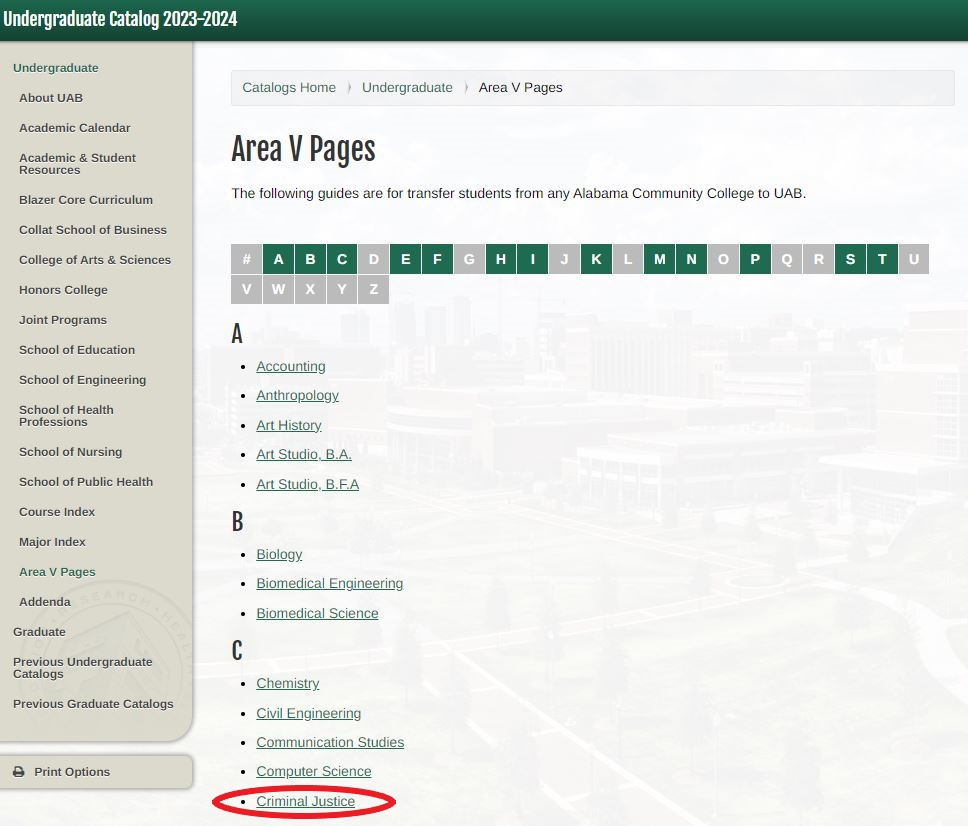 Undergraduate Catalog 2023-2024
Undergraduate
About UAB
Academic Calendar
Academic & Student
Resources
Blazer Core Curriculum
Collat School of Business
College of Arts & Sciences
Honors College
Joint Programs
School of Education
School of Engineering
School of Health
Professions
School of Nursing
School of Public Health
Course Index
Major Index
Area V Pages
Addenda
Graduate
Previous Undergraduate
Catalogs
Previous Graduate Catalogs
Print Options
Catalogs Home Undergraduate Area V Pages
Area V Pages
The following guides are for transfer students from any Alabama Community College to UAB.
# A B C D E F G H I J K L M N O P Q R S T U
V W X Y Z
A
• Accounting
• Anthropology
• Art History
• Art Studio, B.A.
• Art Studio, B.F.A
B
• Biology
• Biomedical Engineering
• Biomedical Science
C
• Chemistry
• Civil Engineering
• Communication Studies
• Computer Science
• Criminal Justice